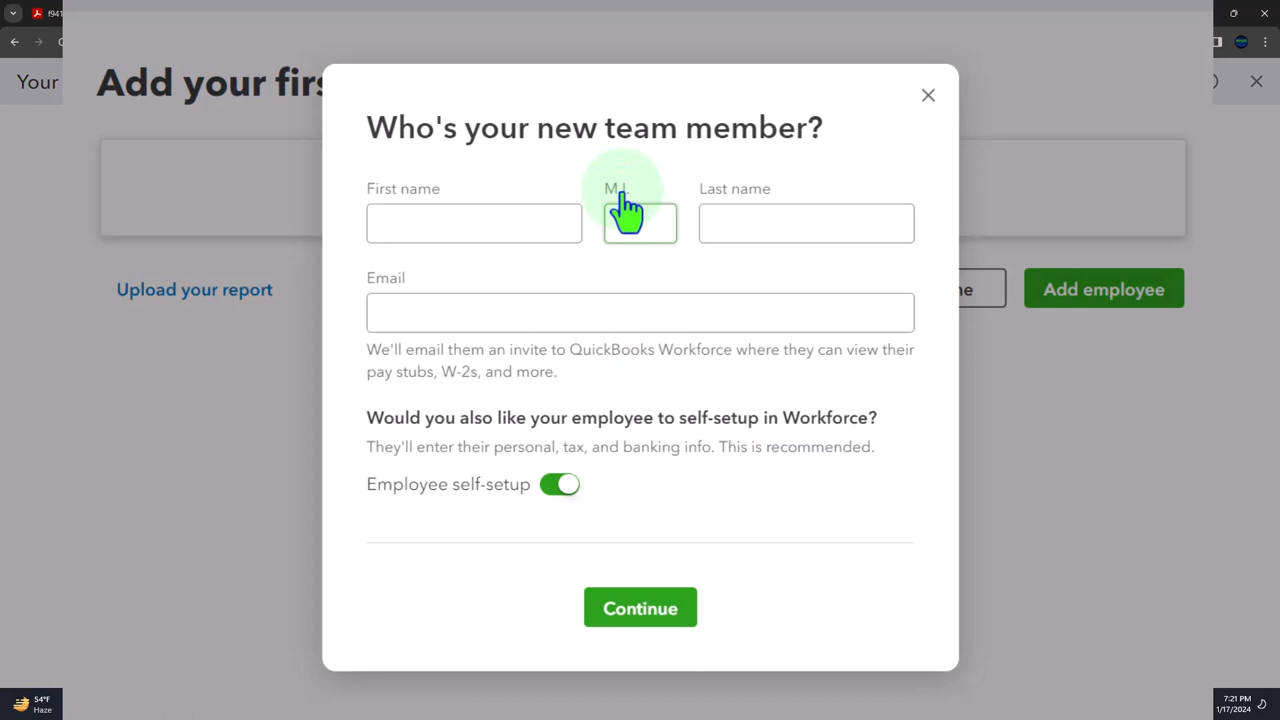 f941
Your
Add your firs
Who's your new team member?
First name
M.I.
Last name
Email
We'll email them an invite to QuickBooks Workforce where they can view their
pay stubs, W-2s, and more.
Would you also like your employee to self-setup in Workforce?
They'll enter their personal, tax, and banking info. This is recommended.
Employee self-setup
Continue
Upload your report
ne
Add employee
54°F
Haze
7:21 PM
1/17/2024